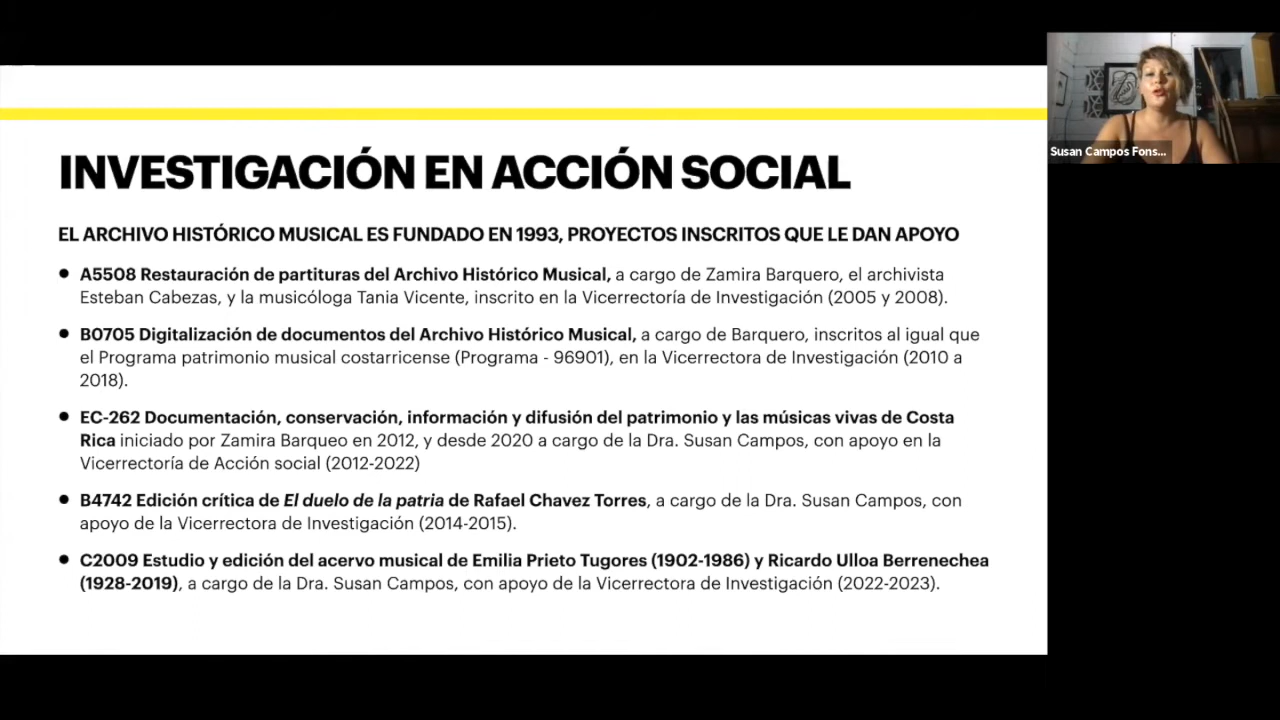 INVESTIGACIÓN EN ACCIÓN SOCIAL
EL ARCHIVO HISTÓRICO MUSICAL ES FUNDADO EN 1993, PROYECTOS INSCRITOS QUE LE DAN APOYO
● A5508 Restauración de partituras del Archivo Histórico Musical, a cargo de Zamira Barquero, el archivista
Esteban Cabezas, y la musicóloga Tania Vicente, inscrito en la Vicerrectoría de Investigación (2005 y 2008).
● B0705 Digitalización de documentos del Archivo Histórico Musical, a cargo de Barquero, inscritos al igual que
el Programa patrimonio musical costarricense (Programa - 96901), en la Vicerrectora de Investigación (2010 a
2018).
● EC-262 Documentación, conservación, información y difusión del patrimonio y las músicas vivas de Costa
Rica iniciado por Zamira Barqueo en 2012, y desde 2020 a cargo de la Dra. Susan Campos, con apoyo en la
Vicerrectoría de Acción social (2012-2022)
● B4742 Edición crítica de El duelo de la patria de Rafael Chavez Torres, a cargo de la Dra. Susan Campos, con
apoyo de la Vicerrectora de Investigación (2014-2015).
● C2009 Estudio y edición del acervo musical de Emilia Prieto Tugores (1902-1986) y Ricardo Ulloa Berrenechea
(1928-2019), a cargo de la Dra. Susan Campos, con apoyo de la Vicerrectora de Investigación (2022-2023).
Susan Campos Fons...